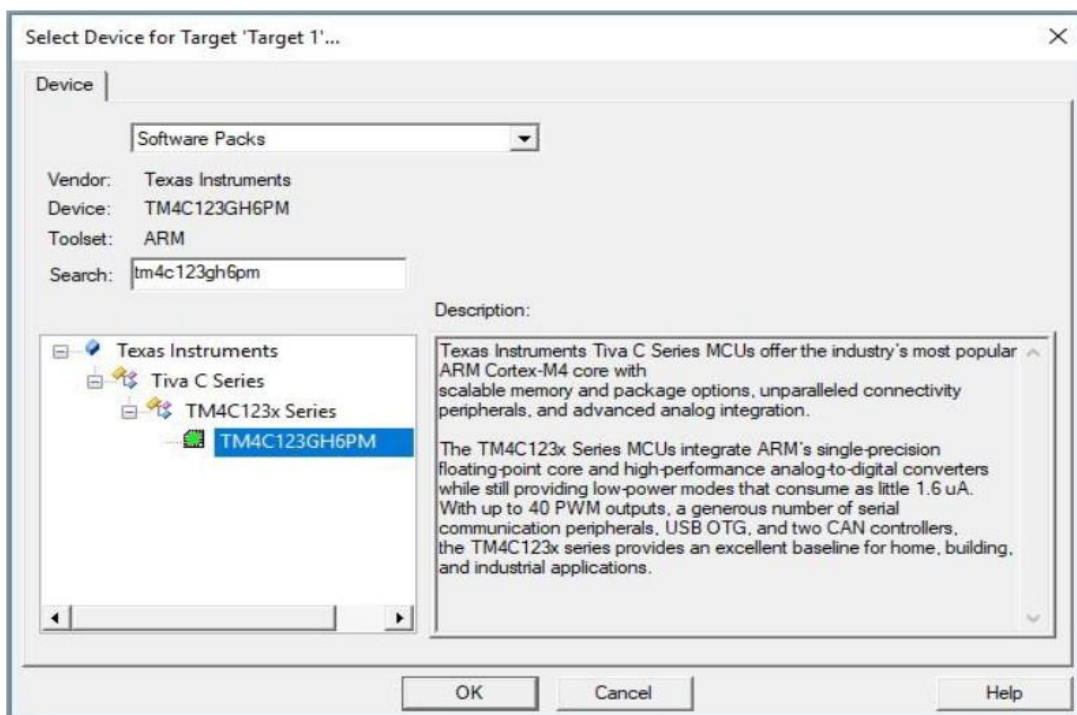 Select Device for Target 'Target 1'...
Device
Software Packs
Vendor: Texas Instruments
Device: TM4C123GH6PM
Toolset: ARM
Search: tm4c123gh6pm
Description:
Texas Instruments
Tiva C Series
TM4C123x Series
TM4C123GH6PM
Texas Instruments Tiva C Series MCUs offer the industry's most popular
ARM Cortex-M4 core with
scalable memory and package options, unparalleled connectivity
peripherals, and advanced analog integration.
The TM4C123x Series MCUs integrate ARM's single-precision
floating-point core and high-performance analog-to-digital converters
while still providing low-power modes that consume as little 1.6 uA.
With up to 40 PWM outputs, a generous number of serial
communication peripherals, USB OTG, and two CAN controllers,
the TM4C123x series provides an excellent baseline for home, building,
and industrial applications.
OK Cancel Help